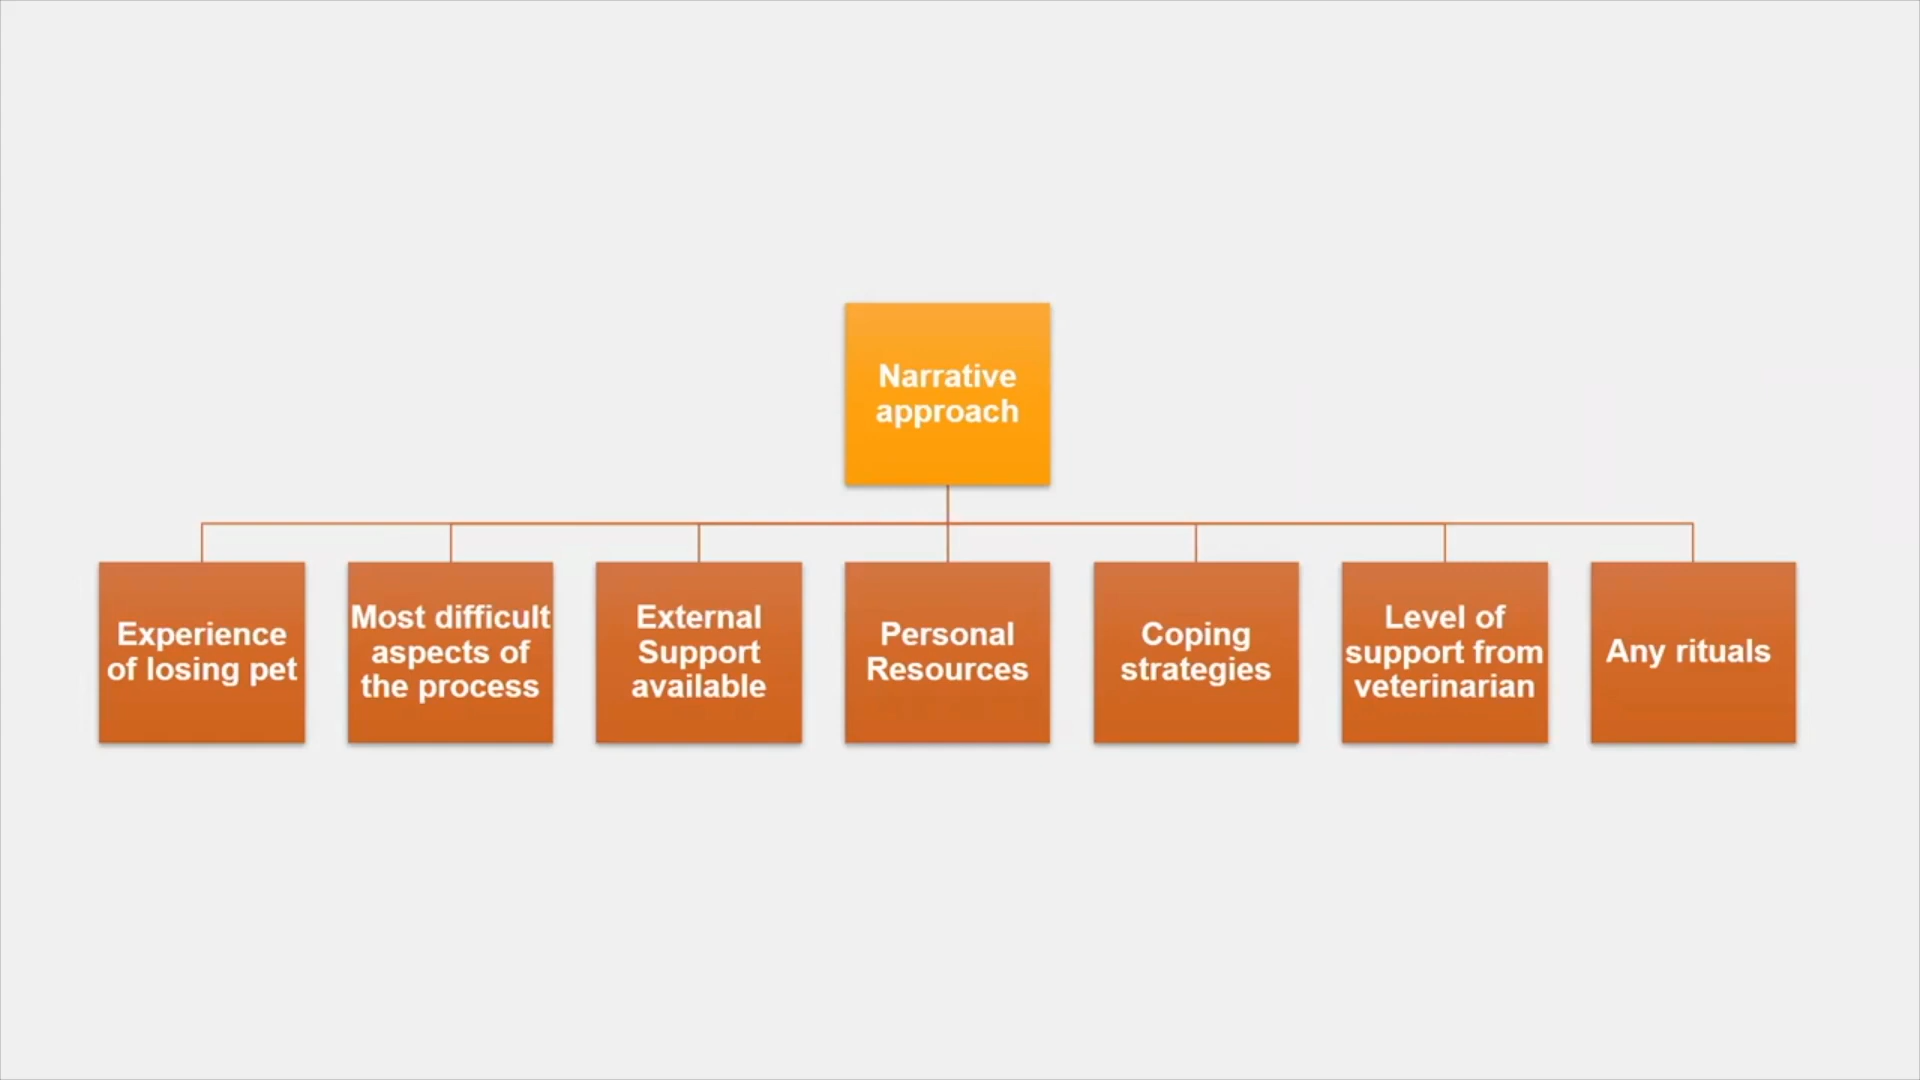 Narrative
approach
Experience
of losing pet
Most difficult
aspects of
the process
External
Support
available
Personal
Resources
Coping
strategies
Level of
support from
veterinarian
Any rituals